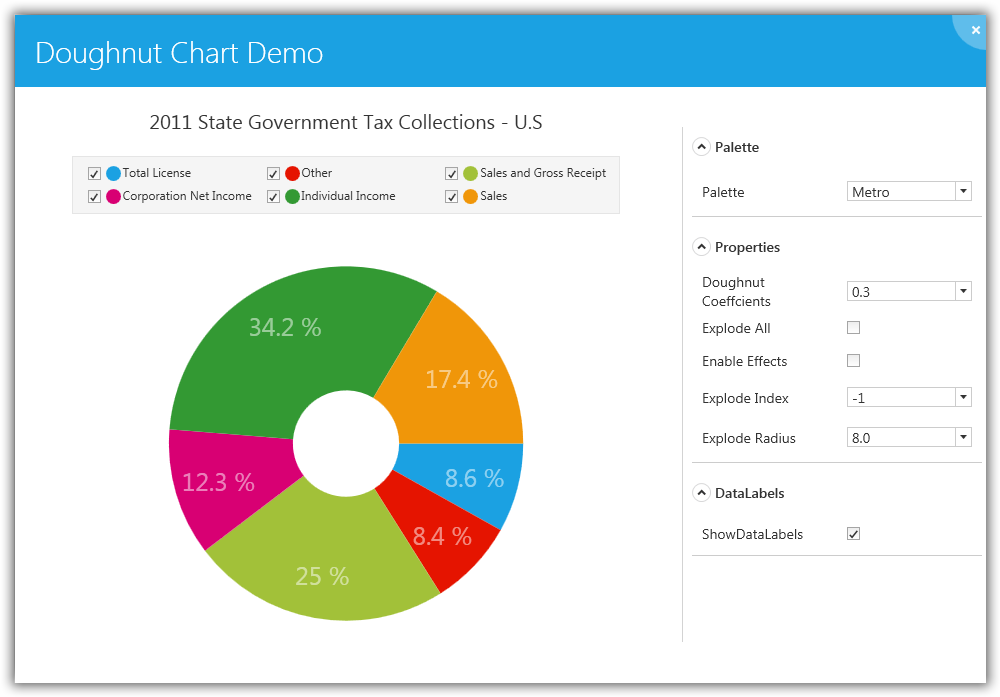 Doughnut Chart Demo
2011 State Government Tax Collections - U.S
Total License
Other
Sales and Gross Receipt
Corporation Net Income
Individual Income
Sales
34.2 %
17.4 %
12.3 %
8.6 %
8.4 %
25 %
Palette
Palette Metro
Properties
Doughnut
Coeffcients 0.3
Explode All
Enable Effects
Explode Index -1
Explode Radius 8.0
DataLabels
ShowDataLabels